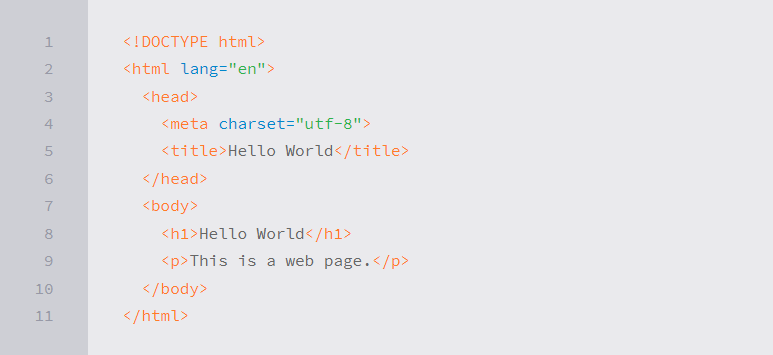 1 <!DOCTYPE html>
2 <html lang="en">
3   <head>
4     <meta charset="utf-8">
5     <title>Hello World</title>
6   </head>
7   <body>
8     <h1>Hello World</h1>
9     <p>This is a web page.</p>
10   </body>
11 </html>